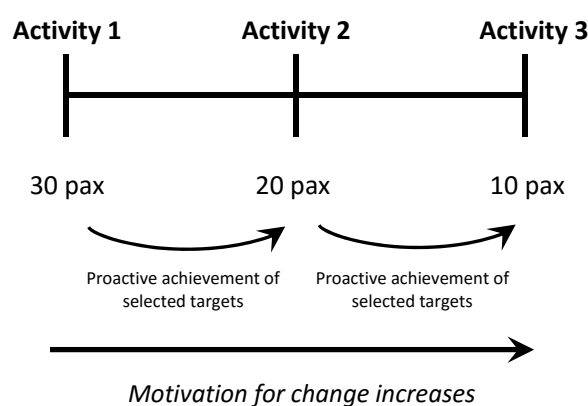 Activity 1 Activity 2 Activity 3
30 pax 20 pax 10 pax
Proactive achievement of
selected targets
Proactive achievement of
selected targets
Motivation for change increases